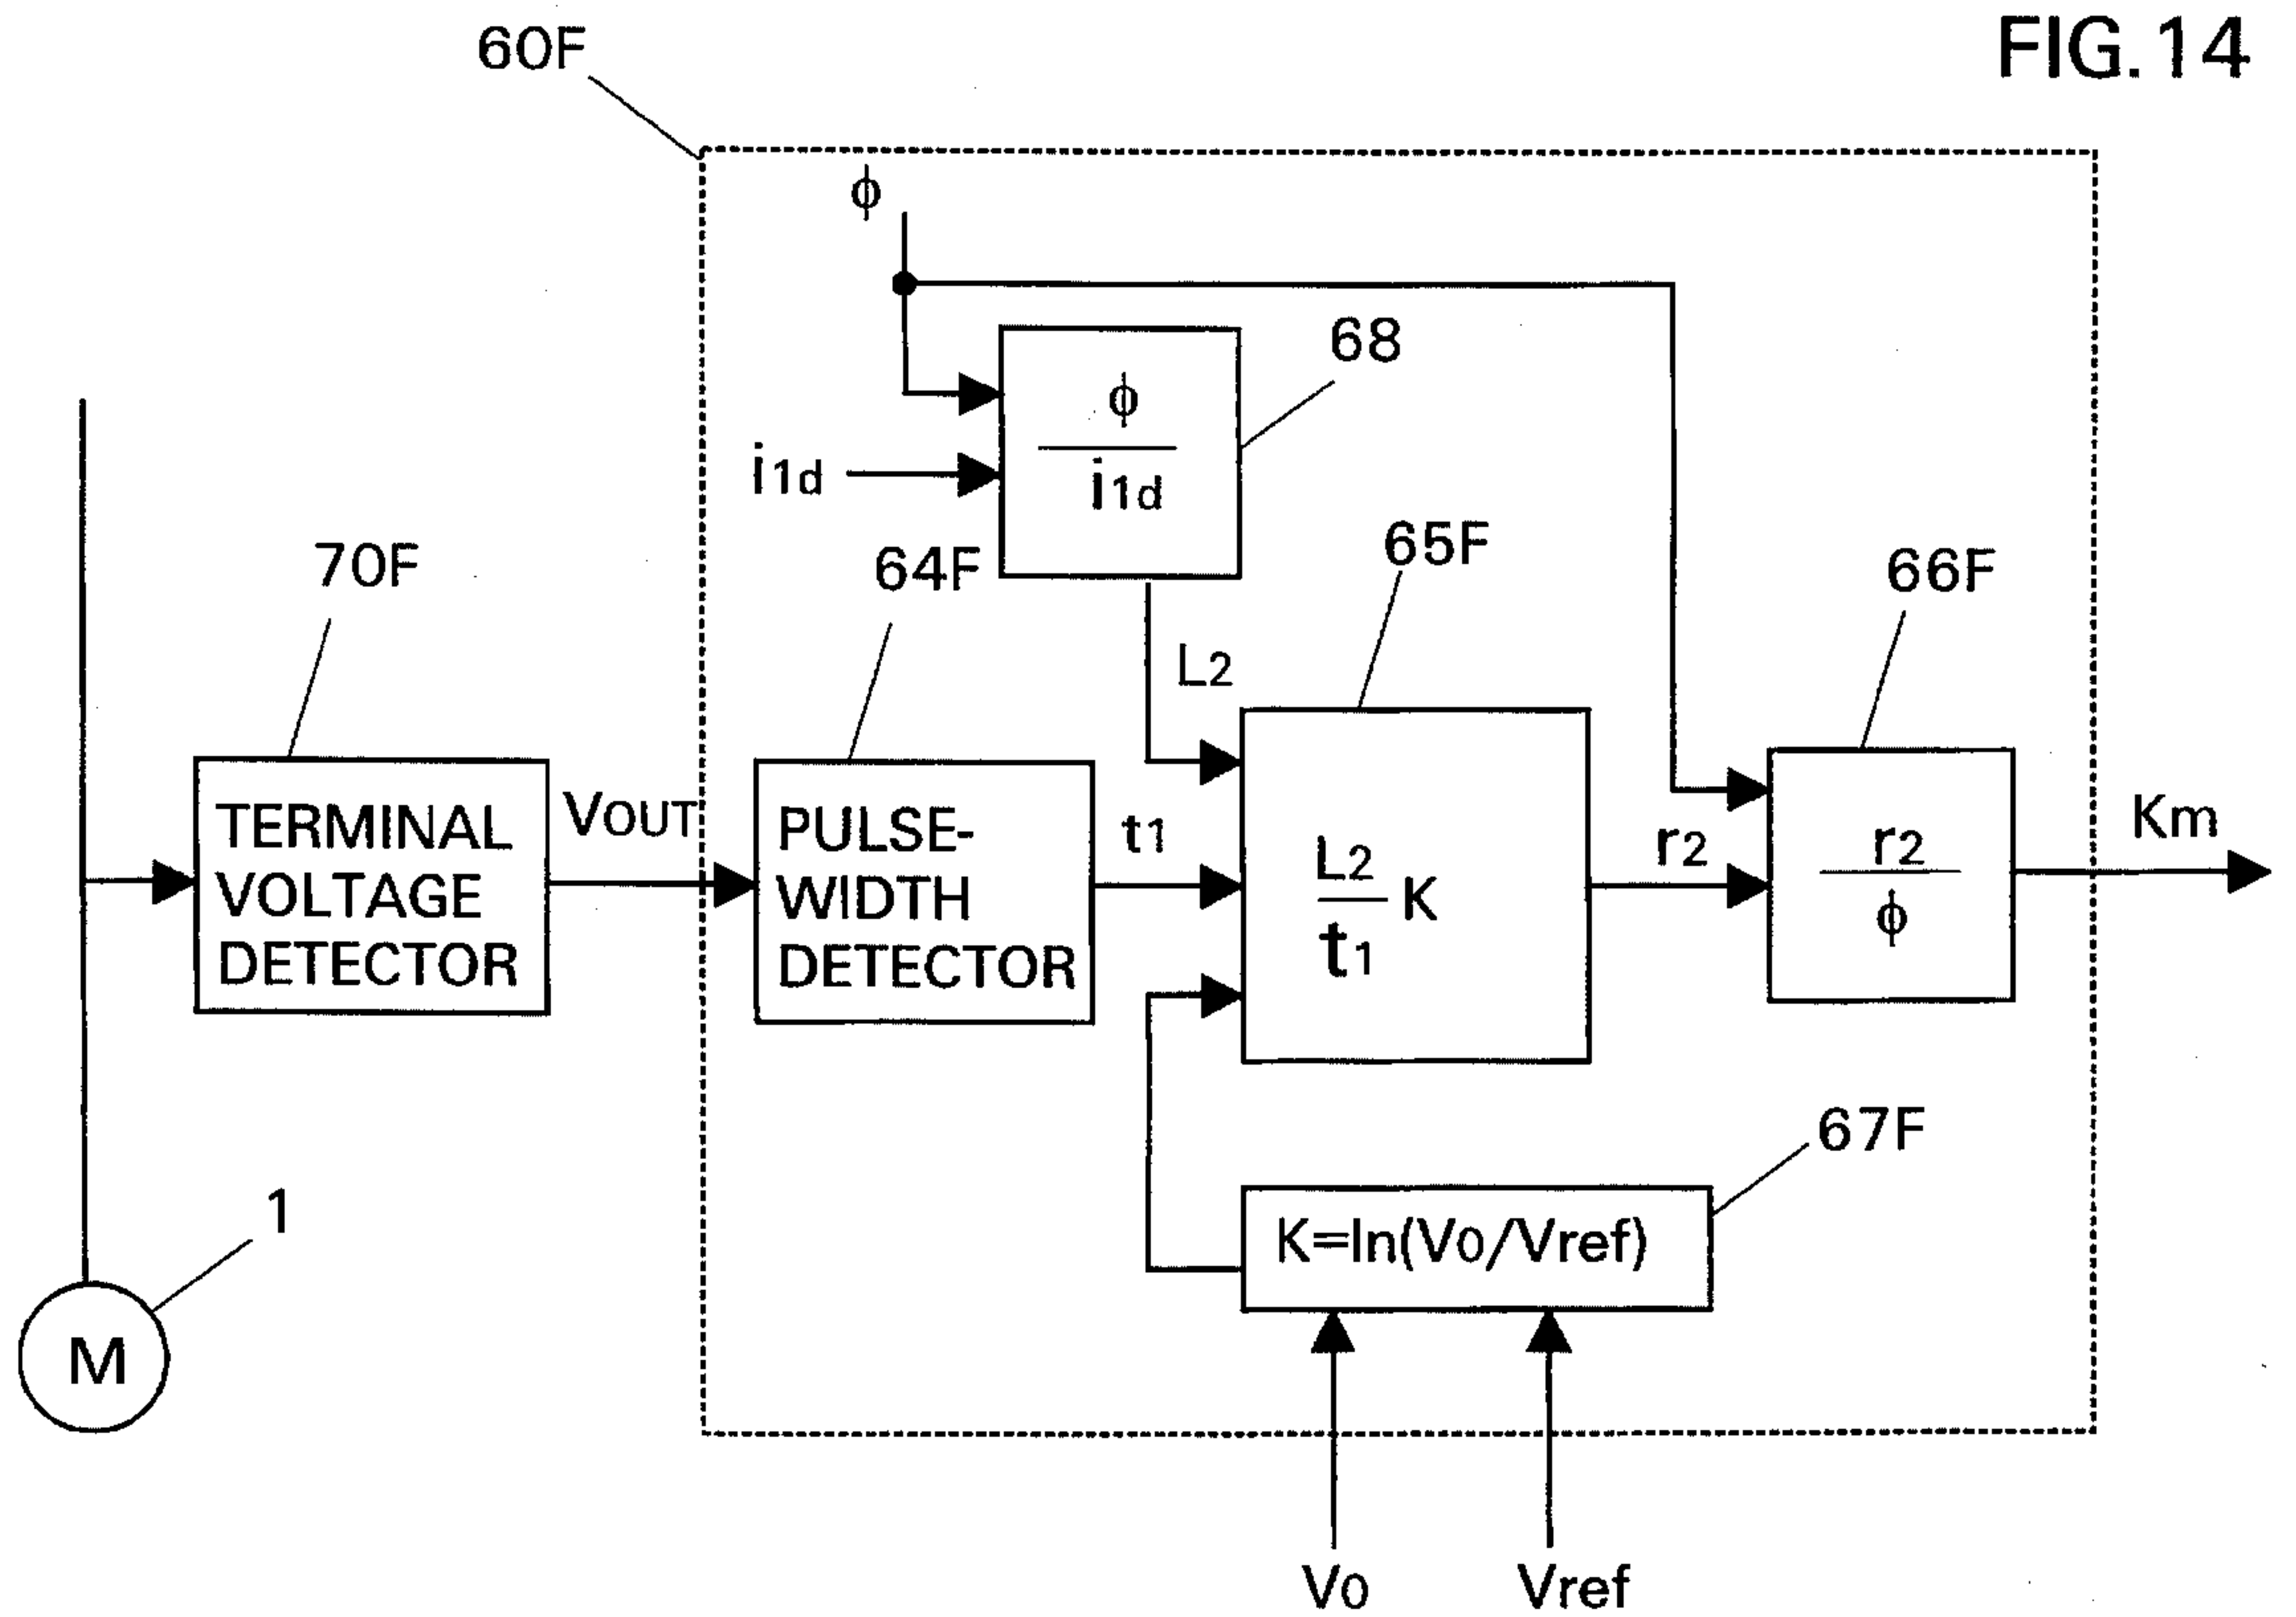 FIG.14
60F
ϕ
68
ϕ
i1d
i1d
65F
70F
64F
66F
L2
TERMINAL
VOLTAGE
DETECTOR
VOUT
PULSE-
WIDTH
DETECTOR
t1
L2
t1
K
r2
r2
ϕ
Km
67F
K=ln(V0/Vref)
1
M
V0
Vref